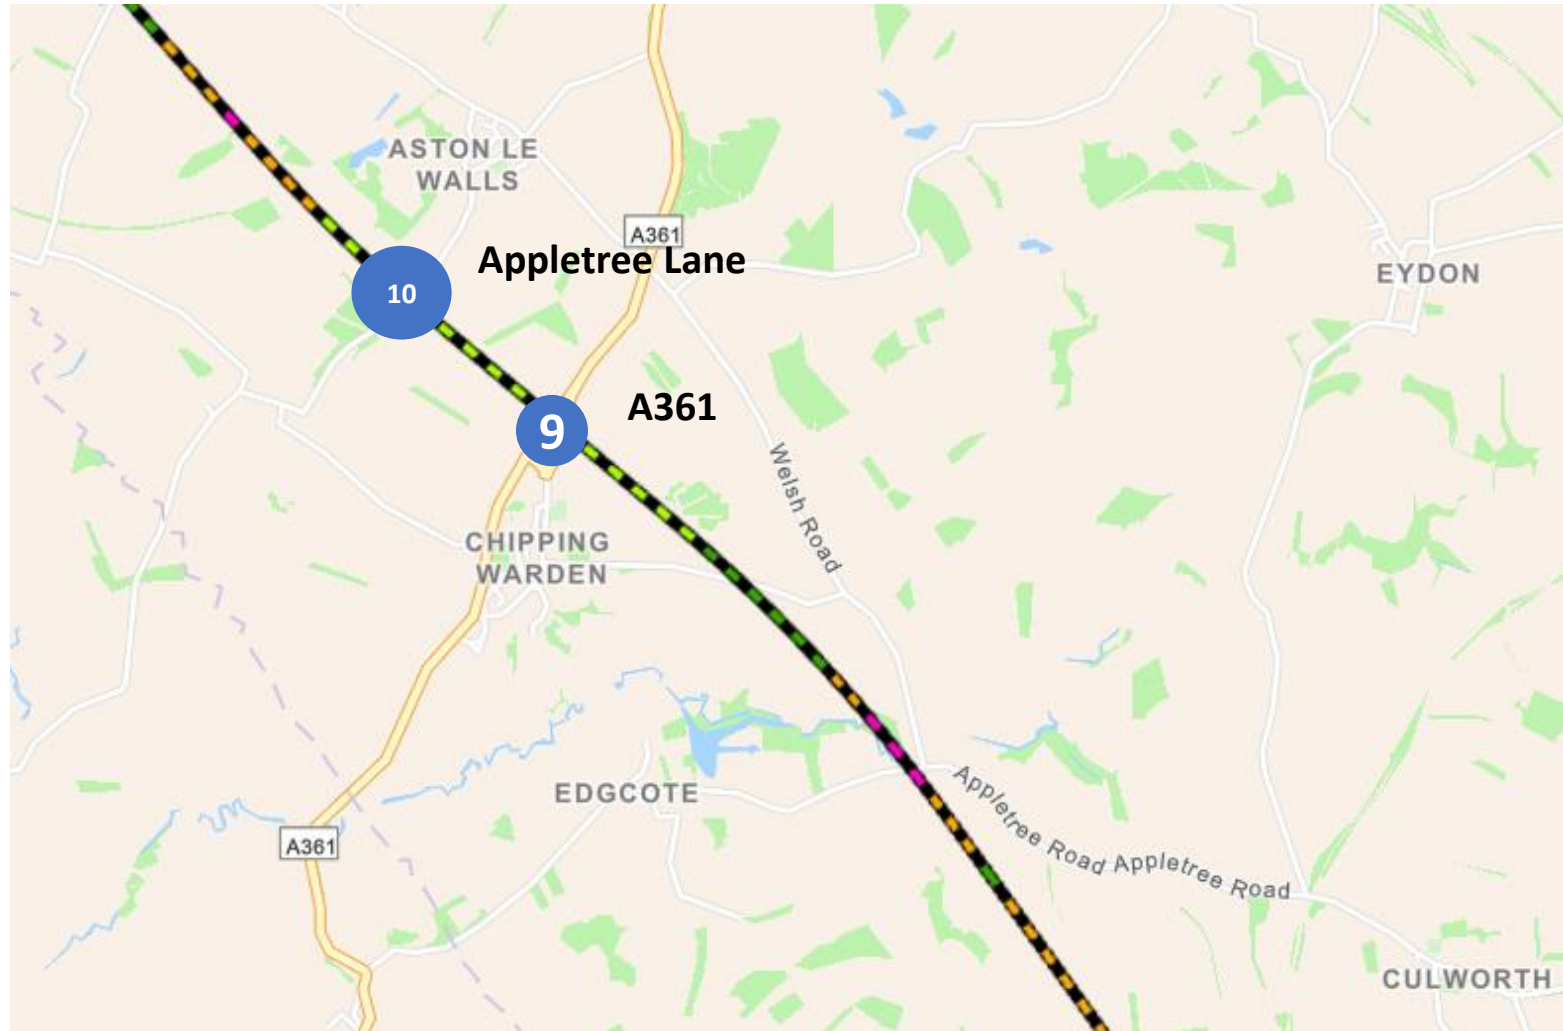 ASTON LE
WALLS
A361
Appletree Lane
EYDON
10
A361
9
Welsh Road
CHIPPING
WARDEN
EDGCOTE
Appletree Road Appletree Road
A361
CULWORTH